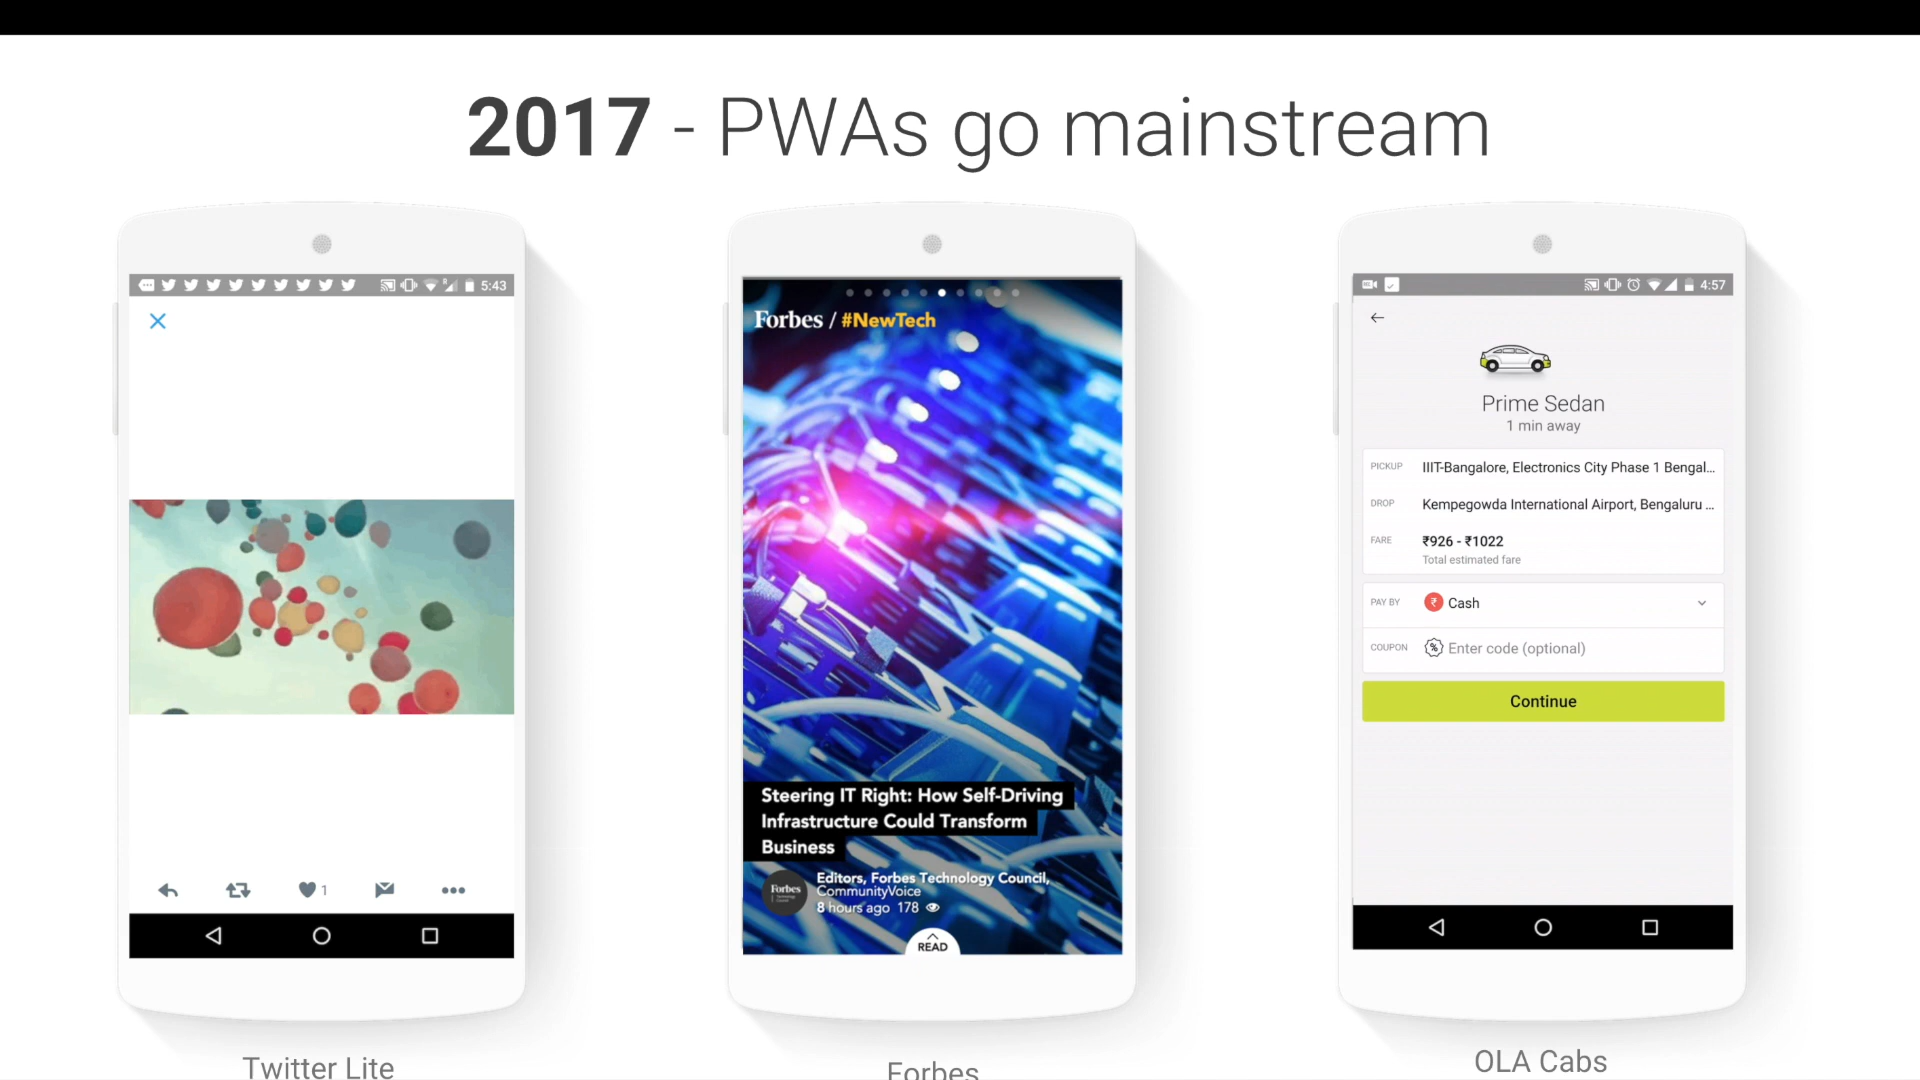 2017 - PWAs go mainstream
5:43
1
Twitter Lite
Forbes / #NewTech
Steering IT Right: How Self-Driving
Infrastructure Could Transform
Business
Forbes
Editors, Forbes Technology Council,
CommunityVoice
8 hours ago 178
READ
Forbes
4:57
Prime Sedan
1 min away
PICKUP IIIT-Bangalore, Electronics City Phase 1 Bengal...
DROP Kempegowda International Airport, Bengaluru ...
FARE ₹926 - ₹1022
Total estimated fare
PAY BY ₹ Cash
COUPON % Enter code (optional)
Continue
OLA Cabs